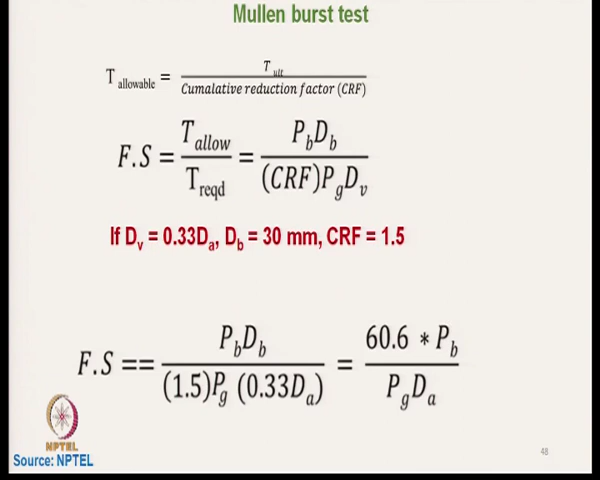 Mullen burst test
T allowable = T ult / Cumalative reduction factor (CRF)
F.S = T_allow / T_reqd = P_b D_b / (CRF)P_g D_v
If D_v = 0.33D_a, D_b = 30 mm, CRF = 1.5
F.S == P_b D_b / (1.5)P_g (0.33D_a) = 60.6 * P_b / P_g D_a
NPTEL
Source: NPTEL
48